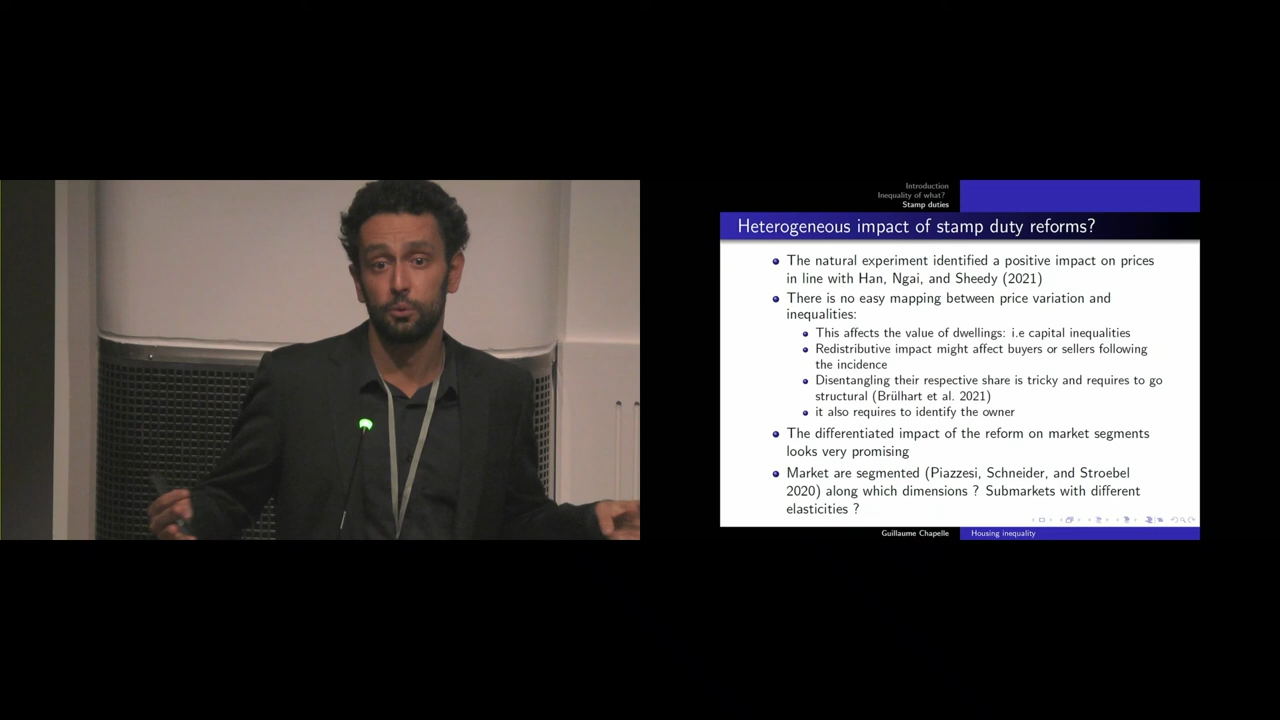 Introduction
Inequality of what?
Stamp duties
Heterogeneous impact of stamp duty reforms?
The natural experiment identified a positive impact on prices
in line with Han, Ngai, and Sheedy (2021)
There is no easy mapping between price variation and
inequalities:
This affects the value of dwellings: i.e capital inequalities
Redistributive impact might affect buyers or sellers following
the incidence
Disentangling their respective share is tricky and requires to go
structural (Brülhart et al. 2021)
it also requires to identify the owner
The differentiated impact of the reform on market segments
looks very promising
Market are segmented (Piazzesi, Schneider, and Stroebel
2020) along which dimensions ? Submarkets with different
elasticities ?
Guillaume Chapelle
Housing inequality